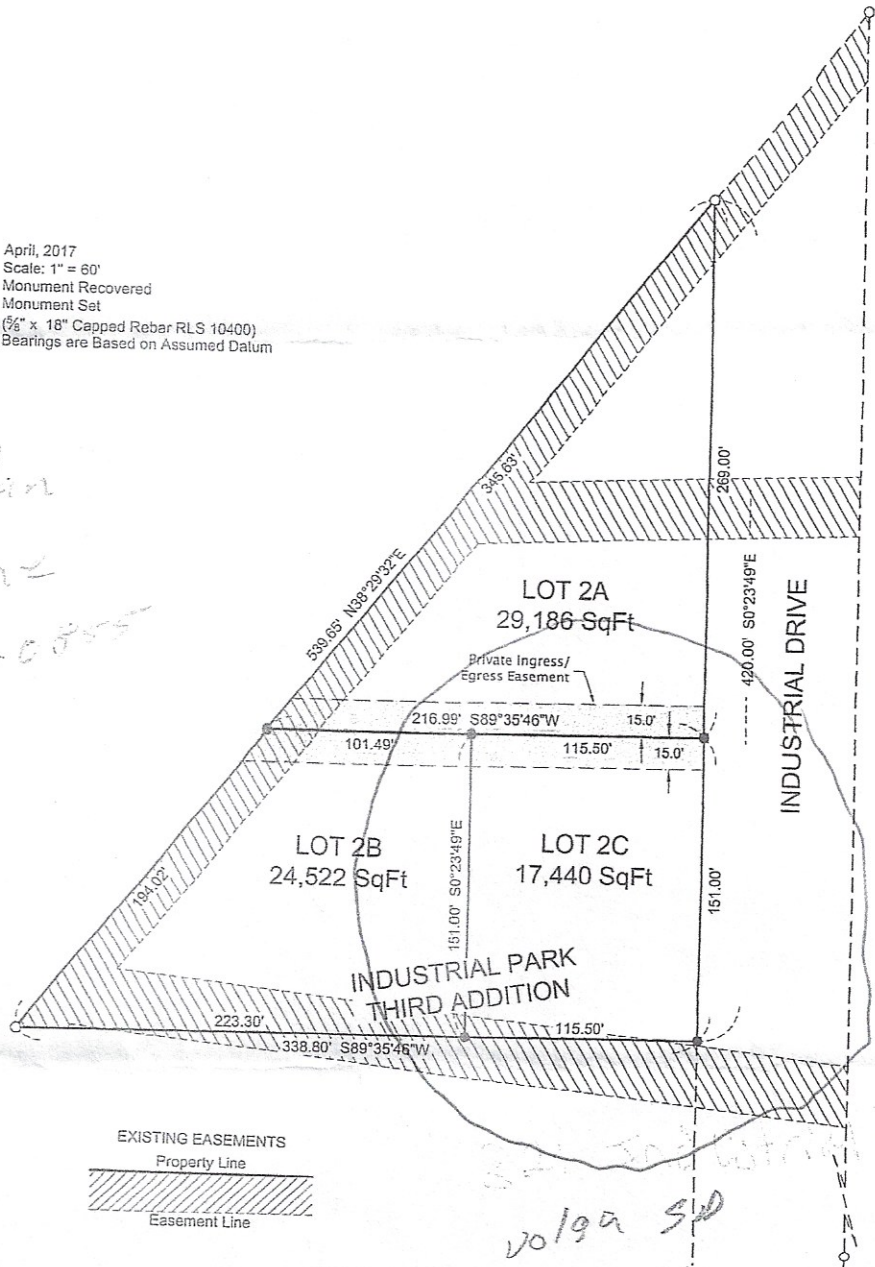 April, 2017
Scale: 1" = 60'
Monument Recovered
Monument Set
(⅝" x 18" Capped Rebar RLS 10400)
Bearings are Based on Assumed Datum
345.63'
269.00'
539.65' N38°29'32"E
420.00' S0°23'49"E
INDUSTRIAL DRIVE
LOT 2A
29,186 SqFt
Private Ingress/
Egress Easement
216.99' S89°35'46"W
15.0'
101.49'
115.50'
15.0'
LOT 2B
24,522 SqFt
LOT 2C
17,440 SqFt
194.02'
151.00' S0°23'49"E
151.00'
INDUSTRIAL PARK
THIRD ADDITION
223.30'
115.50'
338.80' S89°35'46"W
EXISTING EASEMENTS
Property Line
Easement Line
Industrial
Volga SD